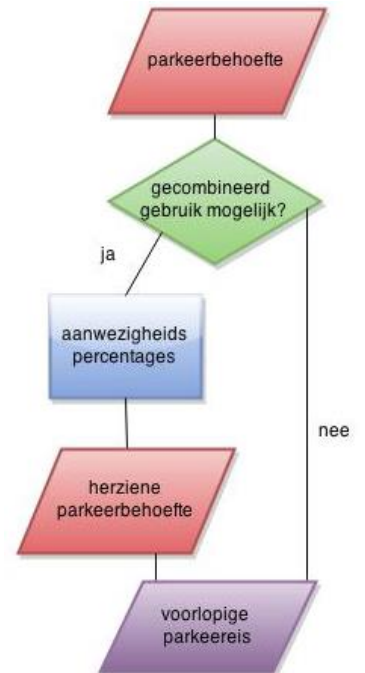 parkeerbehoefte
gecombineerd
gebruik mogelijk?
ja
aanwezigheids
percentages
nee
herziene
parkeerbehoefte
voorlopige
parkeereis